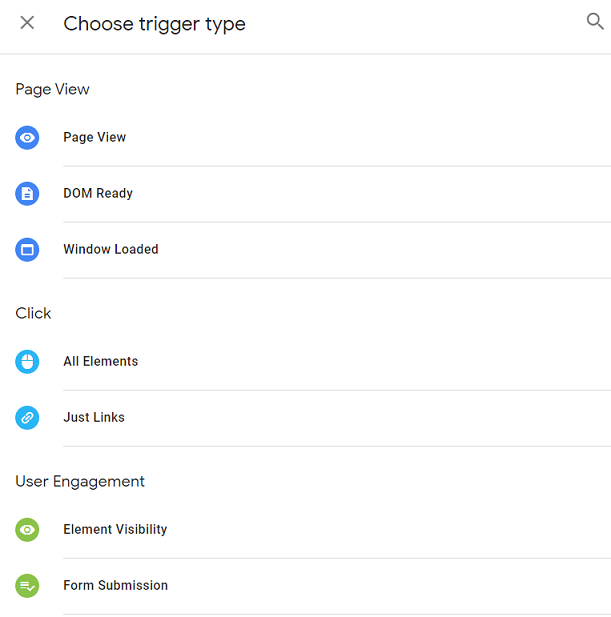 Choose trigger type
Page View
Page View
DOM Ready
Window Loaded
Click
All Elements
Just Links
User Engagement
Element Visibility
Form Submission